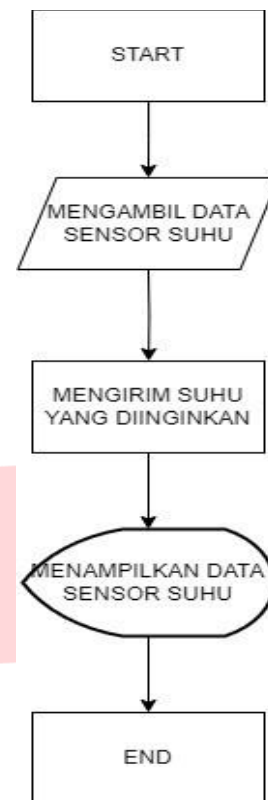 START
MENGAMBIL DATA
SENSOR SUHU
MENGIRIM SUHU
YANG DIINGINKAN
MENAMPILKAN DATA
SENSOR SUHU
END